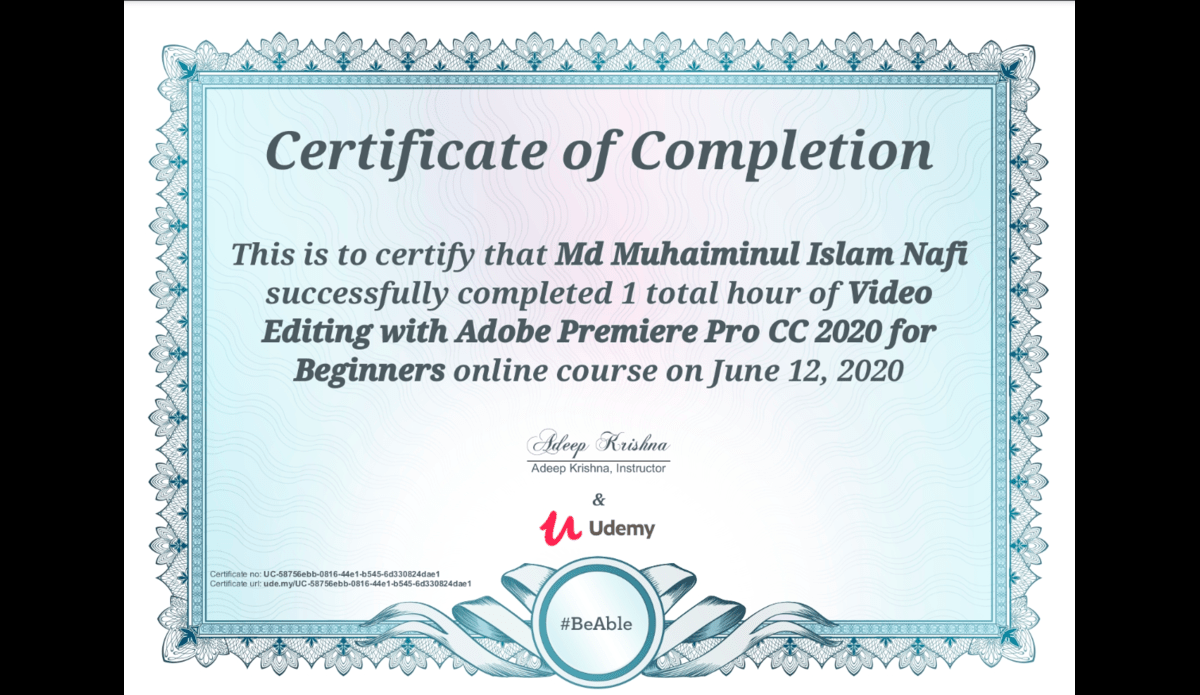 Certificate of Completion
This is to certify that Md Muhaiminul Islam Nafi
successfully completed 1 total hour of Video
Editing with Adobe Premiere Pro CC 2020 for
Beginners online course on June 12, 2020
Adeep Krishna
Adeep Krishna, Instructor
&
Udemy
Certificate no: UC-58756ebb-0816-44e1-b545-6d330824dae1
Certificate url: ude.my/UC-58756ebb-0816-44e1-b545-6d330824dae1
#BeAble